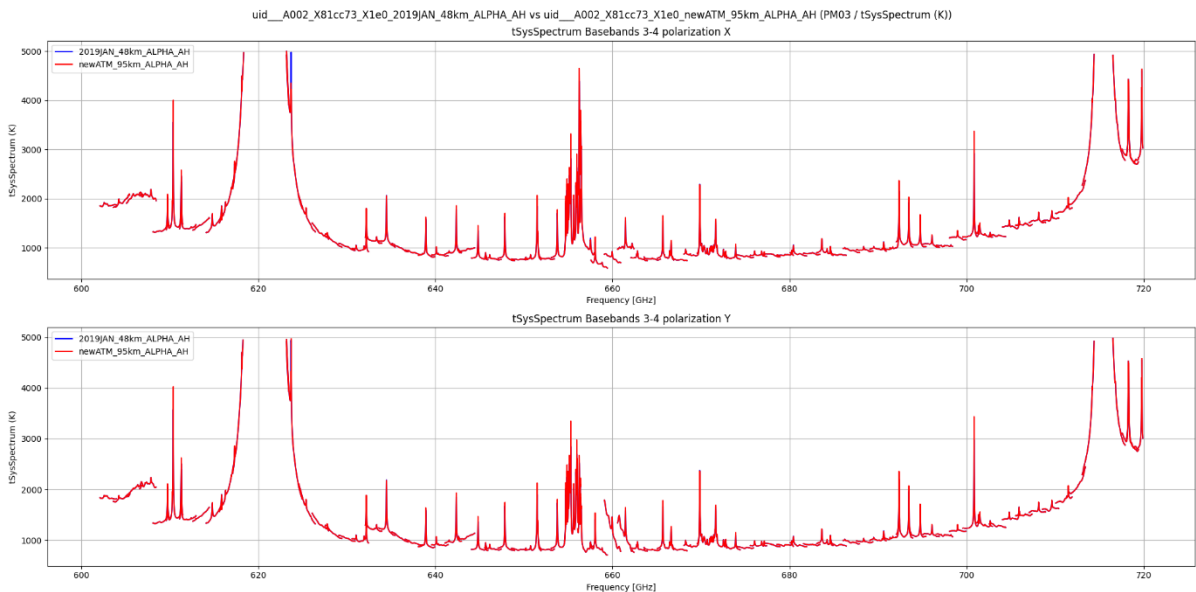 uid___A002_X81cc73_X1e0_2019JAN_48km_ALPHA_AH vs uid___A002_X81cc73_X1e0_newATM_95km_ALPHA_AH (PM03 / tSysSpectrum (K))
tSysSpectrum Basebands 3-4 polarization X
2019JAN_48km_ALPHA_AH
newATM_95km_ALPHA_AH
tSysSpectrum (K)
5000
4000
3000
2000
1000
600
620
640
660
680
700
720
Frequency [GHz]
tSysSpectrum Basebands 3-4 polarization Y
2019JAN_48km_ALPHA_AH
newATM_95km_ALPHA_AH
tSysSpectrum (K)
5000
4000
3000
2000
1000
600
620
640
660
680
700
720
Frequency [GHz]